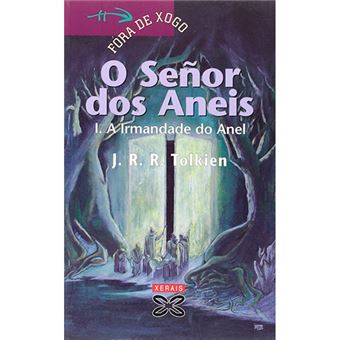 FORA DE XOGO
O Señor
dos Aneis
I. A Irmandade do Anel
J. R. R. Tolkien
XERAIS